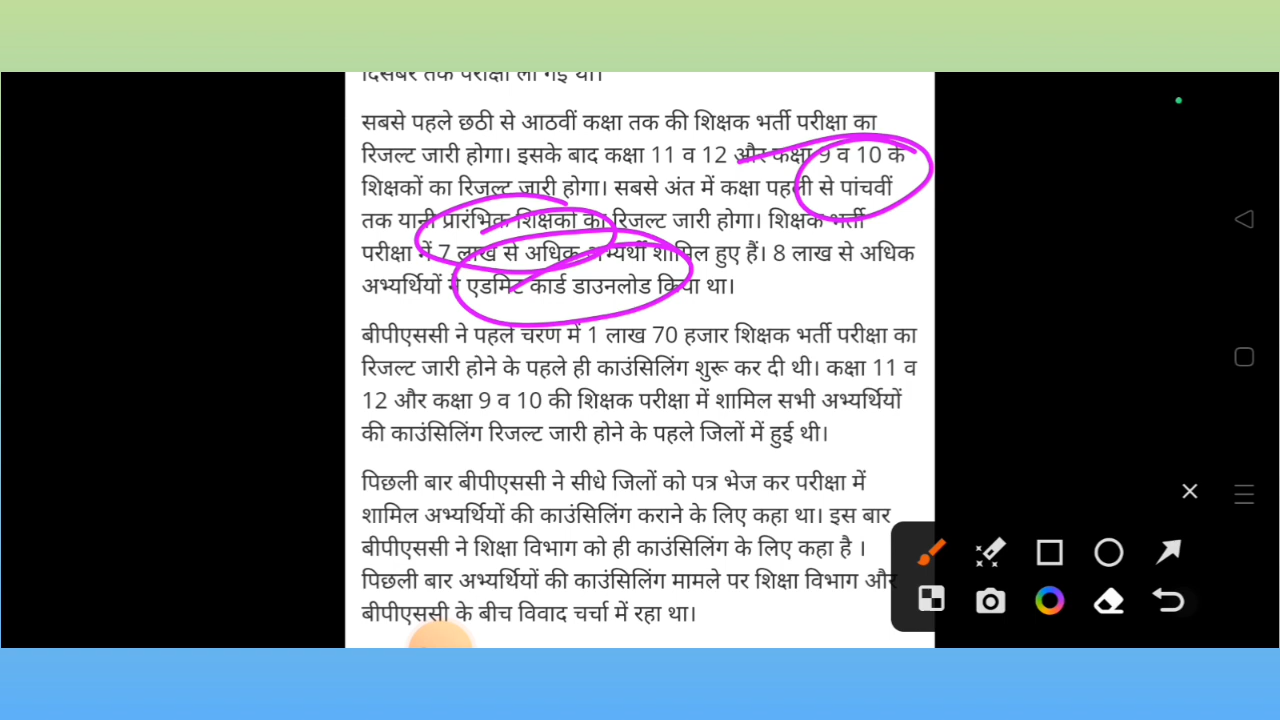 दिसंबर तक परीक्षा ली गई थी।
सबसे पहले छठी से आठवीं कक्षा तक की शिक्षक भर्ती परीक्षा का
रिजल्ट जारी होगा। इसके बाद कक्षा 11 व 12 और कक्षा 9 व 10 के
शिक्षकों का रिजल्ट जारी होगा। सबसे अंत में कक्षा पहली से पांचवीं
तक यानी प्रारंभिक शिक्षकों का रिजल्ट जारी होगा। शिक्षक भर्ती
परीक्षा में 7 लाख से अधिक अभ्यर्थी शामिल हुए हैं। 8 लाख से अधिक
अभ्यर्थियों ने एडमिट कार्ड डाउनलोड किया था।
बीपीएससी ने पहले चरण में 1 लाख 70 हजार शिक्षक भर्ती परीक्षा का
रिजल्ट जारी होने के पहले ही काउंसिलिंग शुरू कर दी थी। कक्षा 11 व
12 और कक्षा 9 व 10 की शिक्षक परीक्षा में शामिल सभी अभ्यर्थियों
की काउंसिलिंग रिजल्ट जारी होने के पहले जिलों में हुई थी।
पिछली बार बीपीएससी ने सीधे जिलों को पत्र भेज कर परीक्षा में
शामिल अभ्यर्थियों की काउंसिलिंग कराने के लिए कहा था। इस बार
बीपीएससी ने शिक्षा विभाग को ही काउंसिलिंग के लिए कहा है ।
पिछली बार अभ्यर्थियों की काउंसिलिंग मामले पर शिक्षा विभाग और
बीपीएससी के बीच विवाद चर्चा में रहा था।